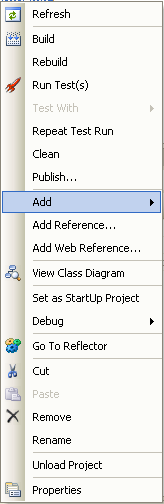 Refresh
Build
Rebuild
Run Test(s)
Test With
Repeat Test Run
Clean
Publish...
Add
Add Reference...
Add Web Reference...
View Class Diagram
Set as StartUp Project
Debug
Go To Reflector
Cut
Paste
Remove
Rename
Unload Project
Properties